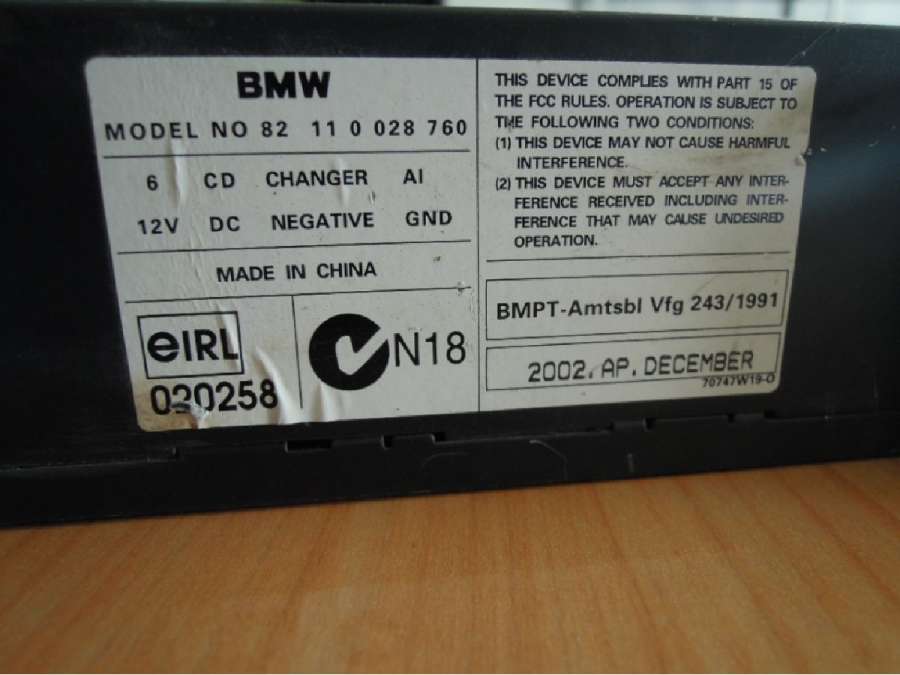 BMW
MODEL NO 82 11 0 028 760
6 CD CHANGER AI
12V DC NEGATIVE GND
MADE IN CHINA
eIRL
020258
N18
THIS DEVICE COMPLIES WITH PART 15 OF
THE FCC RULES. OPERATION IS SUBJECT TO
THE FOLLOWING TWO CONDITIONS:
(1) THIS DEVICE MAY NOT CAUSE HARMFUL
INTERFERENCE.
(2) THIS DEVICE MUST ACCEPT ANY INTER-
FERENCE RECEIVED INCLUDING INTER-
FERENCE THAT MAY CAUSE UNDESIRED
OPERATION.
BMPT-Amtsbl Vfg 243/1991
2002. AP. DECEMBER
70747W19-O